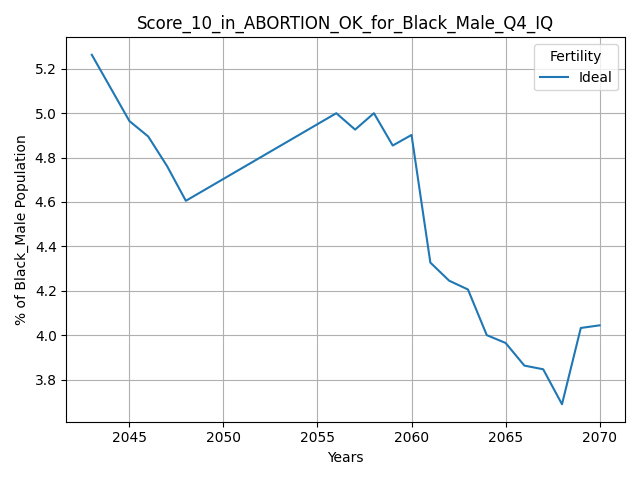 Score_10_in_ABORTION_OK_for_Black_Male_Q4_IQ
Fertility
Ideal
% of Black_Male Population
5.2
5.0
4.8
4.6
4.4
4.2
4.0
3.8
2045 2050 2055 2060 2065 2070
Years